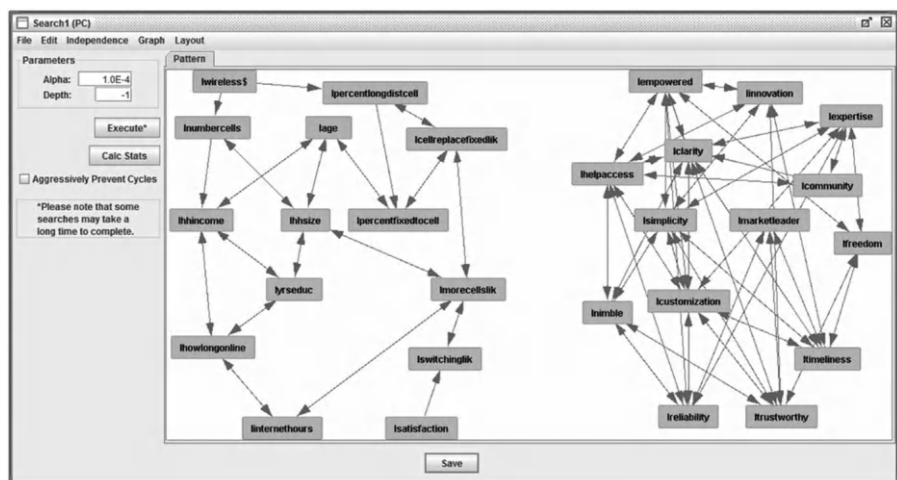 Search1 (PC)
File Edit Independence Graph Layout
Parameters
Alpha: 1.0E-4
Depth: -1
Execute*
Calc Stats
Aggressively Prevent Cycles
*Please note that some
searches may take a
long time to complete.
Pattern
lwireless$
lpercentlongdistcell
lnumbercells
lage
lcellreplacefixedlik
lhhincome
lhhsize
lpercentfixedtocell
lyrseduc
lmorecellslik
lhowlongonline
lswitchinglik
linternethours
lsatisfaction
lempowered
linnovation
lexpertise
lclarity
lhelpaccess
lcommunity
lsimplicity
lmarketleader
lfreedom
lcustomization
lnimble
ltimeliness
lreliability
ltrustworthy
Save